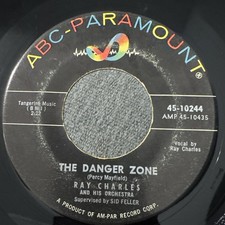 ABC-PARAMOUNT
Tangerine Music
(BMI)
2:22
45-10244
AMP 45-10435
vocal by
Ray Charles
THE DANGER ZONE
(Percy Mayfield)
RAY CHARLES
AND HIS ORCHESTRA
Supervised by SID FELLER
A PRODUCT OF AM-PAR RECORD CORP.